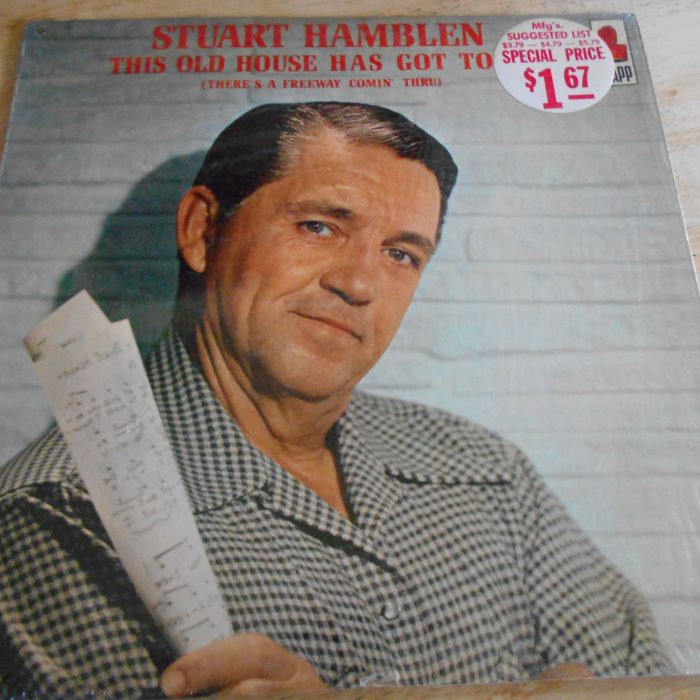 STUART HAMBLEN
THIS OLD HOUSE HAS GOT TO
(THERE'S A FREEWAY COMIN' THRU)
Mfg's.
SUGGESTED LIST
$3.79 — $4.79 — $5.79
SPECIAL PRICE
$1 67
APP